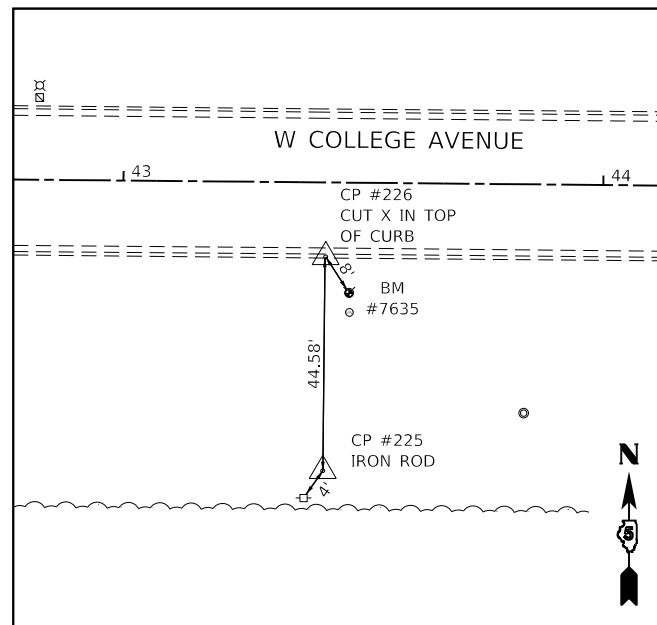 W COLLEGE AVENUE
43
44
CP #226
CUT X IN TOP
OF CURB
8'
BM
#7635
44.58'
CP #225
IRON ROD
4'
N
5